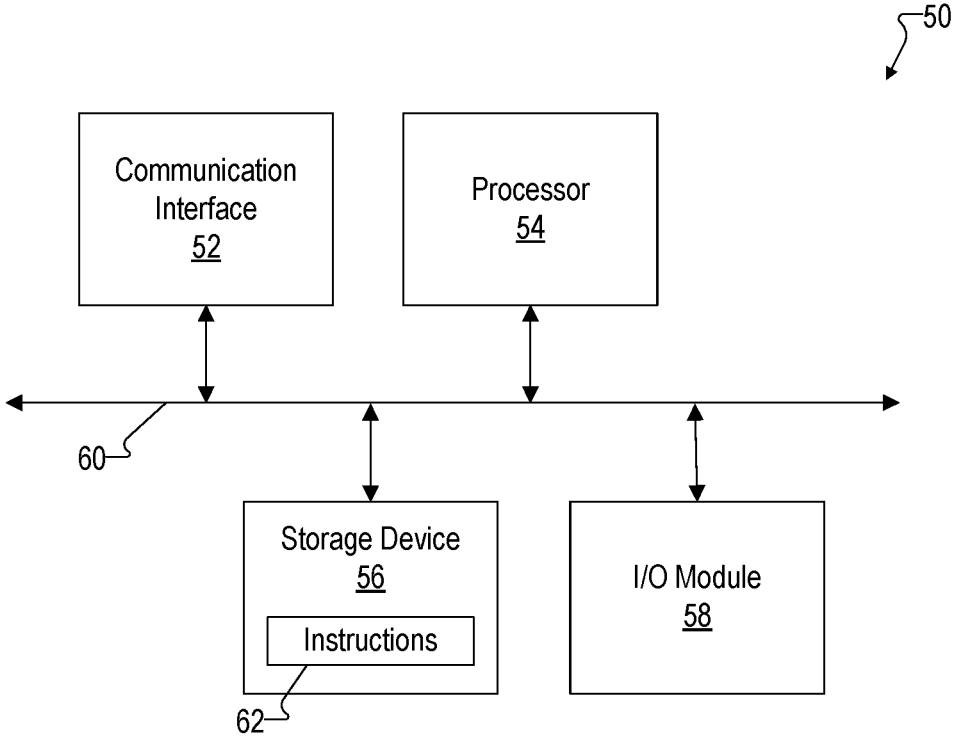 50
Communication
Interface
52
Processor
54
60
Storage Device
56
Instructions
62
I/O Module
58